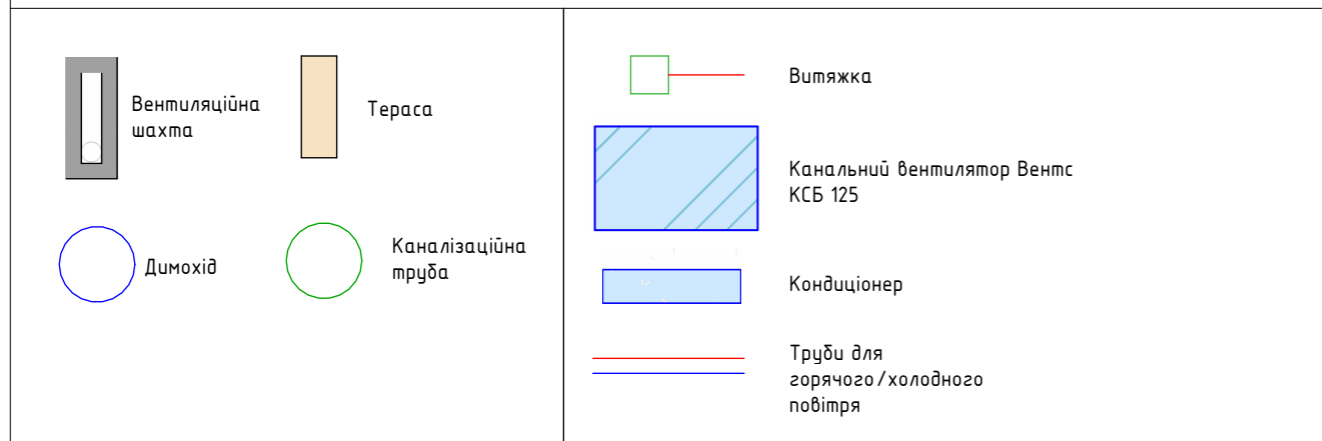 Вентиляційна
шахта
Тераса
Димохід
Каналізаційна
труба
Витяжка
Канальний вентилятор Вентс
КСБ 125
Кондиціонер
Труби для
горячого/холодного
повітря